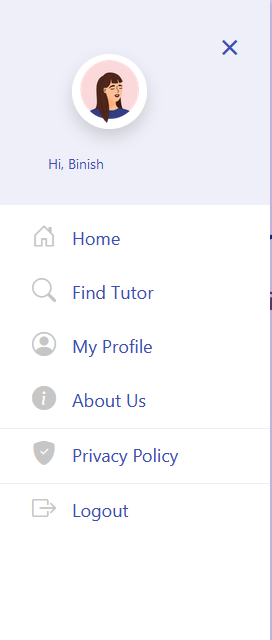 Hi, Binish
Home
Find Tutor
My Profile
About Us
Privacy Policy
Logout